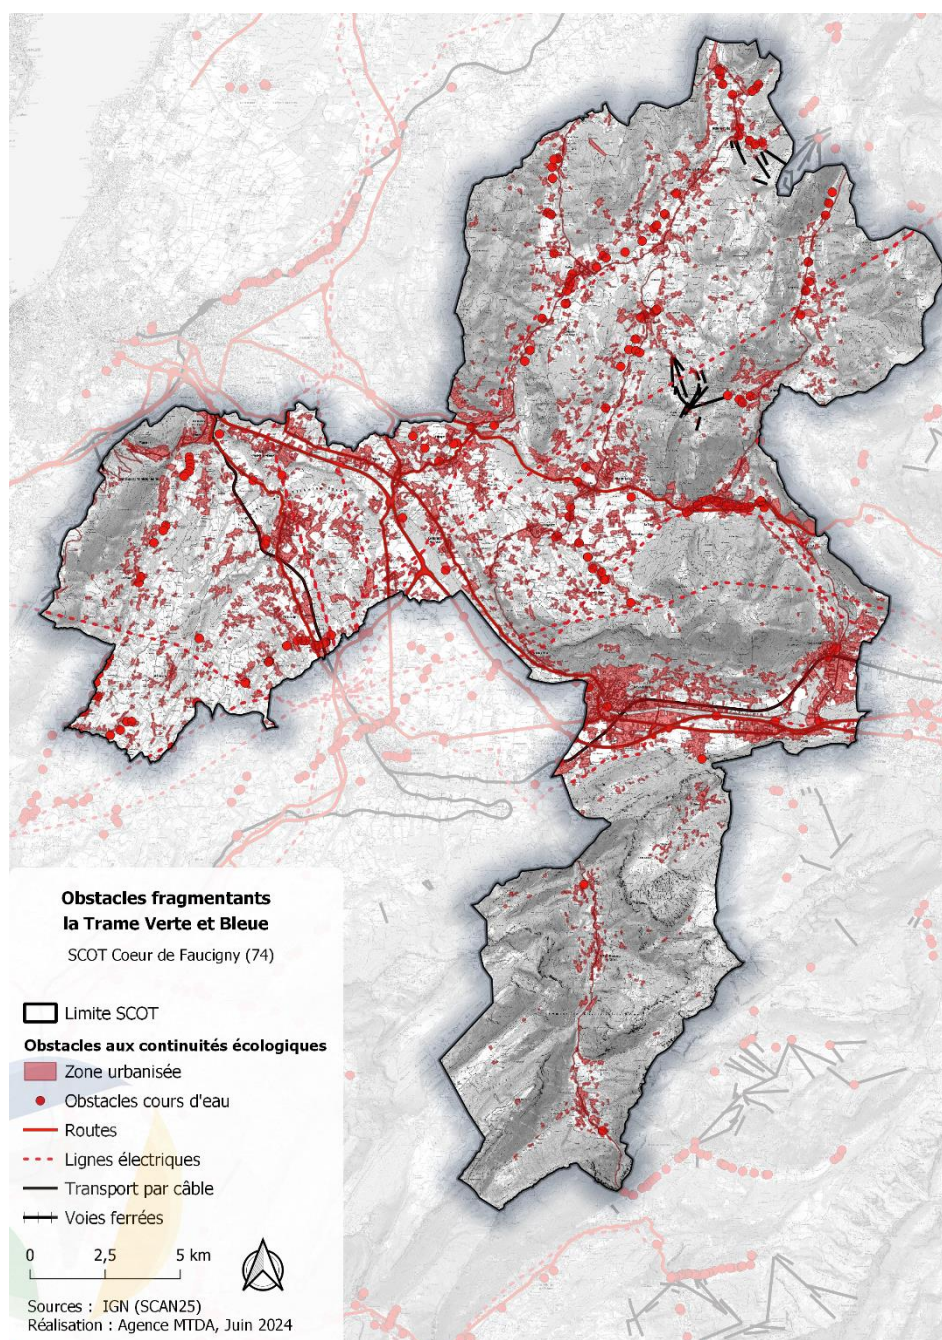 Obstacles fragmentants
la Trame Verte et Bleue
SCOT Coeur de Faucigny (74)
Limite SCOT
Obstacles aux continuités écologiques
Zone urbanisée
Obstacles cours d'eau
Routes
Lignes électriques
Transport par câble
Voies ferrées
0 2,5 5 km
Sources : IGN (SCAN25)
Réalisation : Agence MTDA, Juin 2024